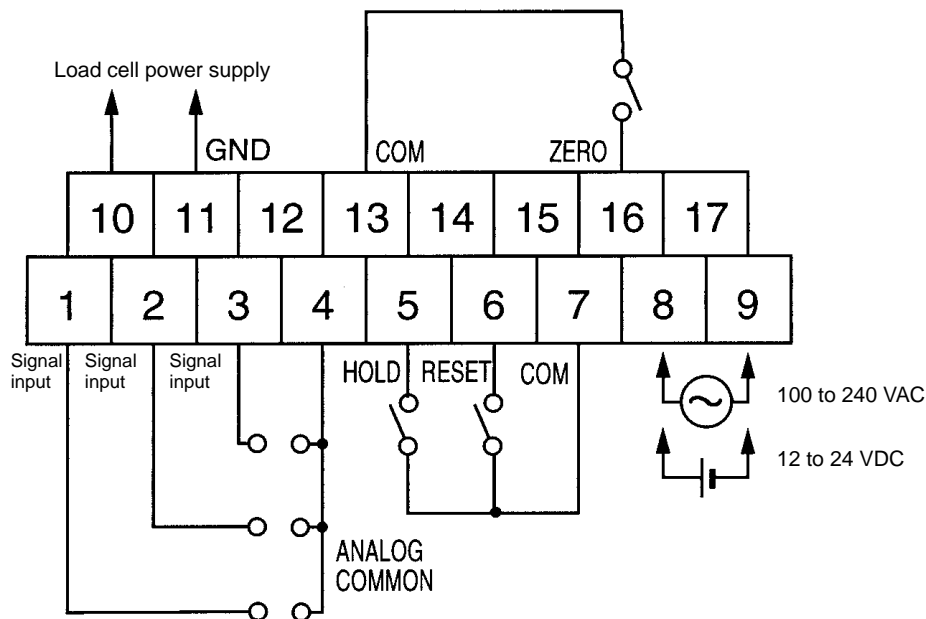 Load cell power supply
GND
COM
ZERO
10 11 12 13 14 15 16 17
1 2 3 4 5 6 7 8 9
Signal
input
Signal
input
Signal
input
HOLD
RESET
COM
100 to 240 VAC
12 to 24 VDC
ANALOG
COMMON